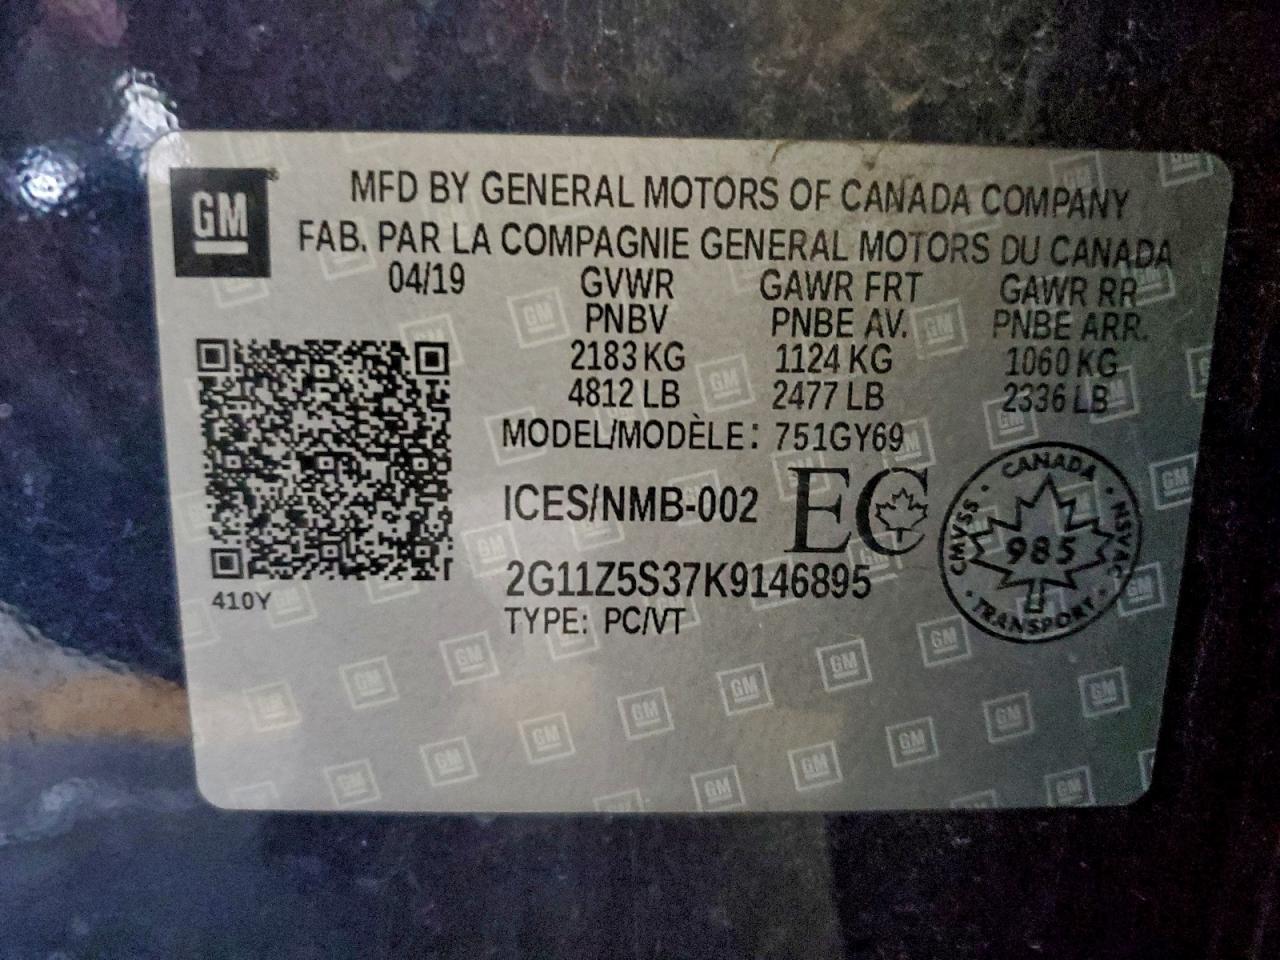 GM
MFD BY GENERAL MOTORS OF CANADA COMPANY
FAB. PAR LA COMPAGNIE GENERAL MOTORS DU CANADA
04/19 GVWR GAWR FRT GAWR RR
PNBV PNBE AV. PNBE ARR.
2183 KG 1124 KG 1060 KG
4812 LB 2477 LB 2336 LB
MODEL/MODÈLE: 751GY69
ICES/NMB-002 EC
CANADA
CMVSS 985 NSVAC
TRANSPORT
2G11Z5S37K9146895
TYPE: PC/VT
410Y